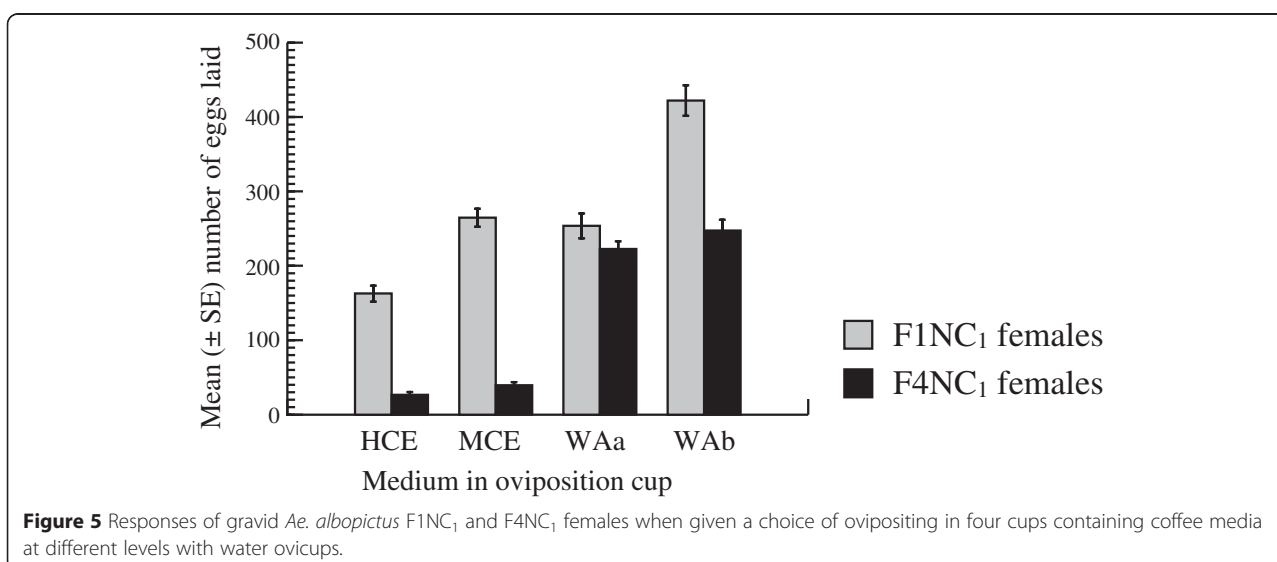 Mean (± SE) number of eggs laid
500
400
300
200
100
0
HCE MCE WAa WAb
Medium in oviposition cup
F1NC₁ females
F4NC₁ females
Figure 5 Responses of gravid Ae. albopictus F1NC₁ and F4NC₁ females when given a choice of ovipositing in four cups containing coffee media
at different levels with water ovicups.